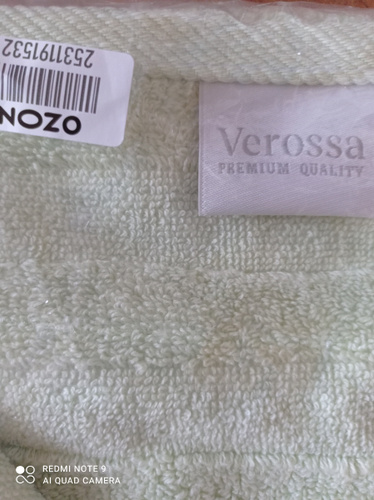 2531191532
OZON
Verossa
PREMIUM QUALITY
REDMI NOTE 9
AI QUAD CAMERA